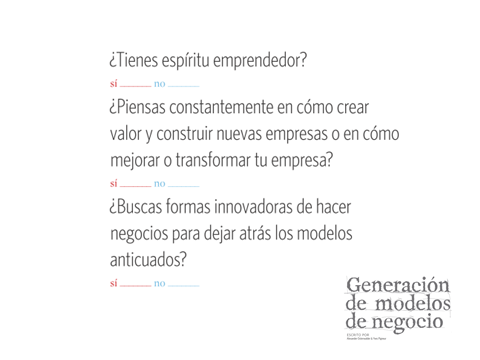 ¿Tienes espíritu emprendedor?
sí ______ no ______
¿Piensas constantemente en cómo crear
valor y construir nuevas empresas o en cómo
mejorar o transformar tu empresa?
sí ______ no ______
¿Buscas formas innovadoras de hacer
negocios para dejar atrás los modelos
anticuados?
sí ______ no ______
Generación
de modelos
de negocio
ESCRITO POR